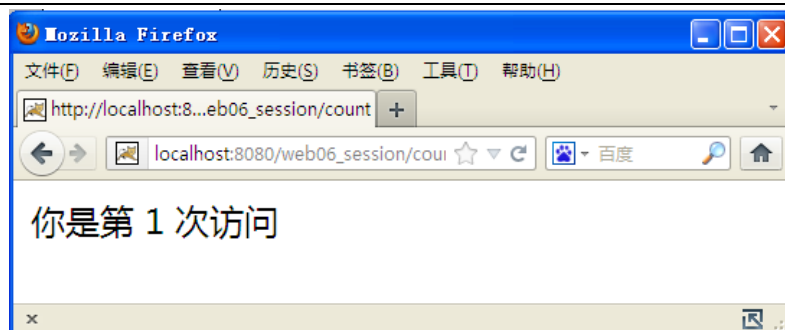 Mozilla Firefox
文件(F) 编辑(E) 查看(V) 历史(S) 书签(B) 工具(T) 帮助(H)
http://localhost:8...eb06_session/count
localhost:8080/web06_session/cou 百度
你是第 1 次访问